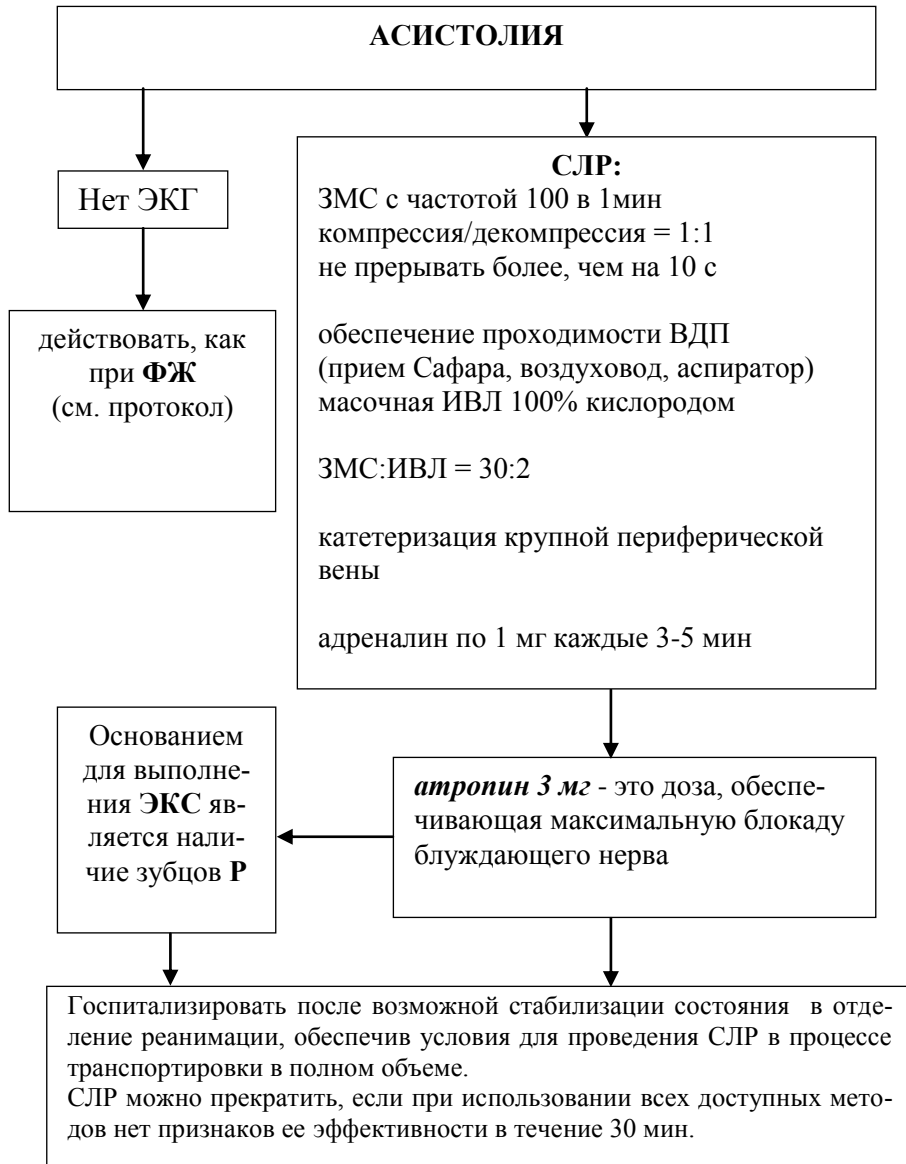 АСИСТОЛИЯ
Нет ЭКГ
действовать, как
при ФЖ
(см. протокол)
СЛР:
ЗМС с частотой 100 в 1мин
компрессия/декомпрессия = 1:1
не прерывать более, чем на 10 с
обеспечение проходимости ВДП
(прием Сафара, воздуховод, аспиратор)
масочная ИВЛ 100% кислородом
ЗМС:ИВЛ = 30:2
катетеризация крупной периферической
вены
адреналин по 1 мг каждые 3-5 мин
Основанием
для выполне-
ния ЭКС яв-
ляется нали-
чие зубцов Р
атропин 3 мг - это доза, обеспе-
чивающая максимальную блокаду
блуждающего нерва
Госпитализировать после возможной стабилизации состояния в отде-
ление реанимации, обеспечив условия для проведения СЛР в процессе
транспортировки в полном объеме.
СЛР можно прекратить, если при использовании всех доступных мето-
дов нет признаков ее эффективности в течение 30 мин.